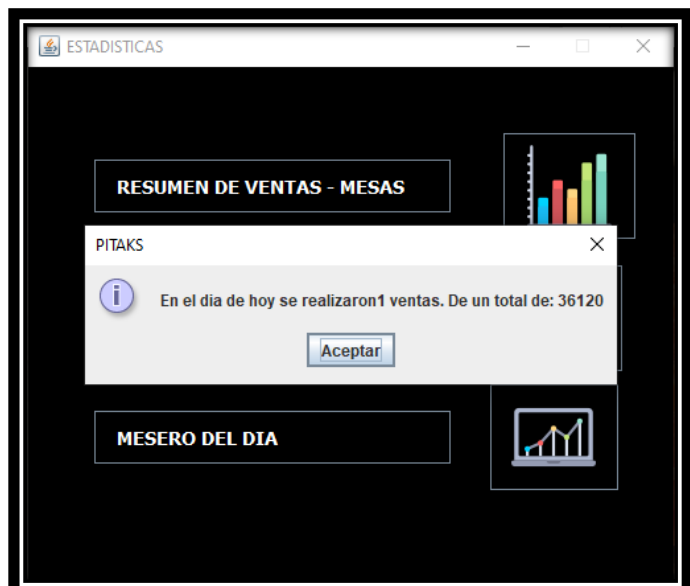 ESTADISTICAS
RESUMEN DE VENTAS - MESAS
PITAKS
En el dia de hoy se realizaron1 ventas. De un total de: 36120
Aceptar
MESERO DEL DIA